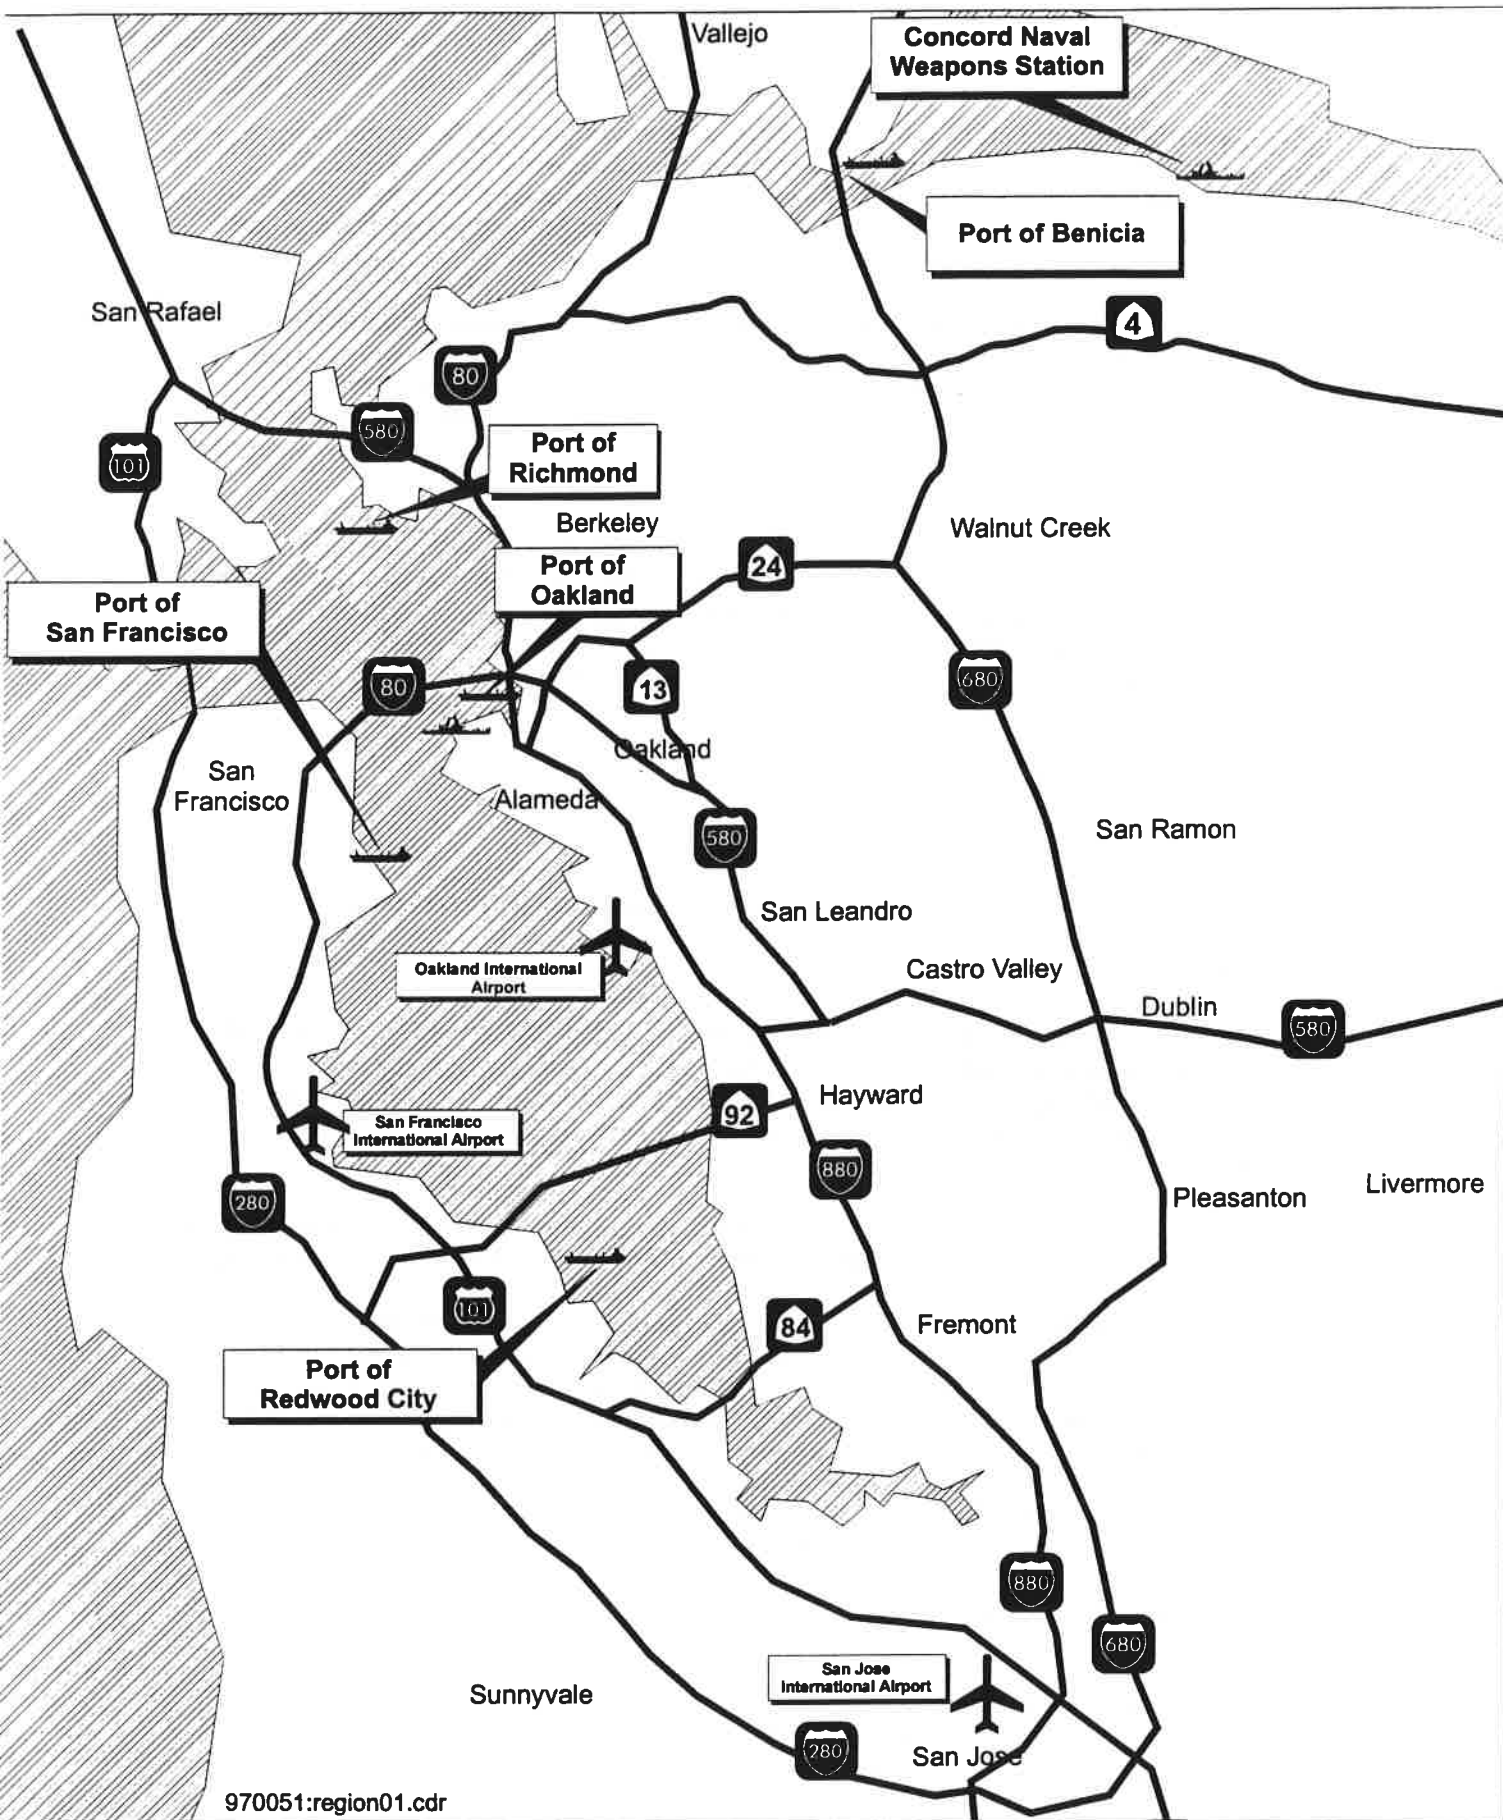 Vallejo
Concord Naval
Weapons Station
Port of Benicia
San Rafael
4
80
580
101
Port of
Richmond
Berkeley
Walnut Creek
24
Port of
Oakland
Port of
San Francisco
80
13
680
Oakland
San
Francisco
Alameda
580
San Ramon
San Leandro
Oakland International
Airport
Castro Valley
Dublin
580
Hayward
92
San Francisco
International Airport
880
280
Pleasanton
Livermore
101
84
Fremont
Port of
Redwood City
880
680
San Jose
International Airport
Sunnyvale
280
San Jose
970051:region01.cdr